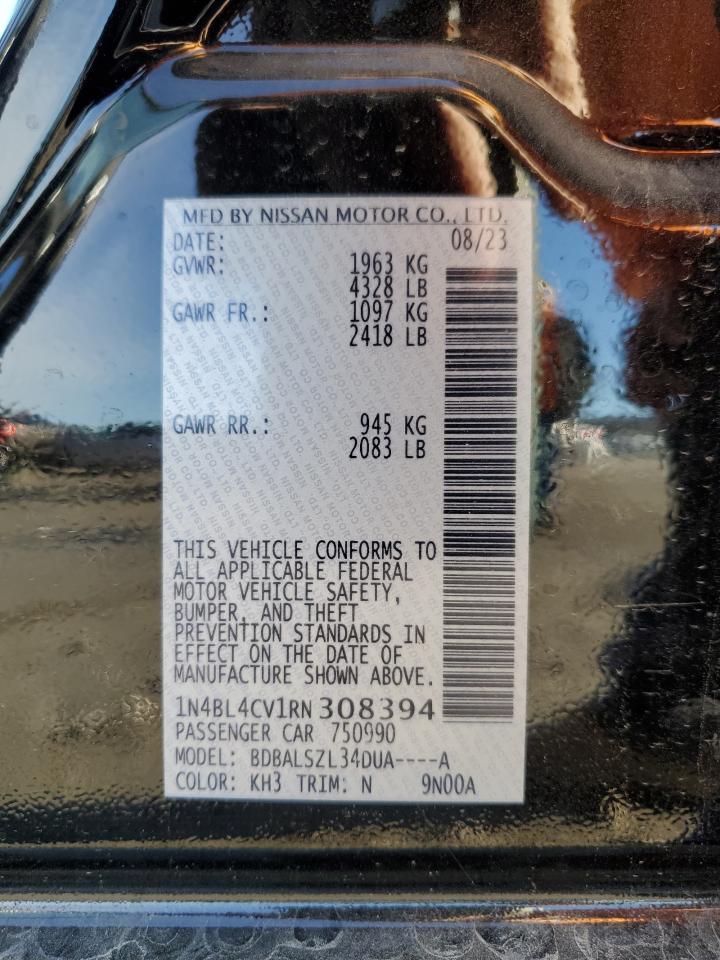 MFD BY NISSAN MOTOR CO., LTD.
DATE: 08/23
GVWR: 1963 KG
4328 LB
GAWR FR.: 1097 KG
2418 LB
GAWR RR.: 945 KG
2083 LB
THIS VEHICLE CONFORMS TO
ALL APPLICABLE FEDERAL
MOTOR VEHICLE SAFETY,
BUMPER, AND THEFT
PREVENTION STANDARDS IN
EFFECT ON THE DATE OF
MANUFACTURE SHOWN ABOVE.
1N4BL4CV1RN308394
PASSENGER CAR 750990
MODEL: BDBALSZL34DUA----A
COLOR: KH3 TRIM: N 9N00A